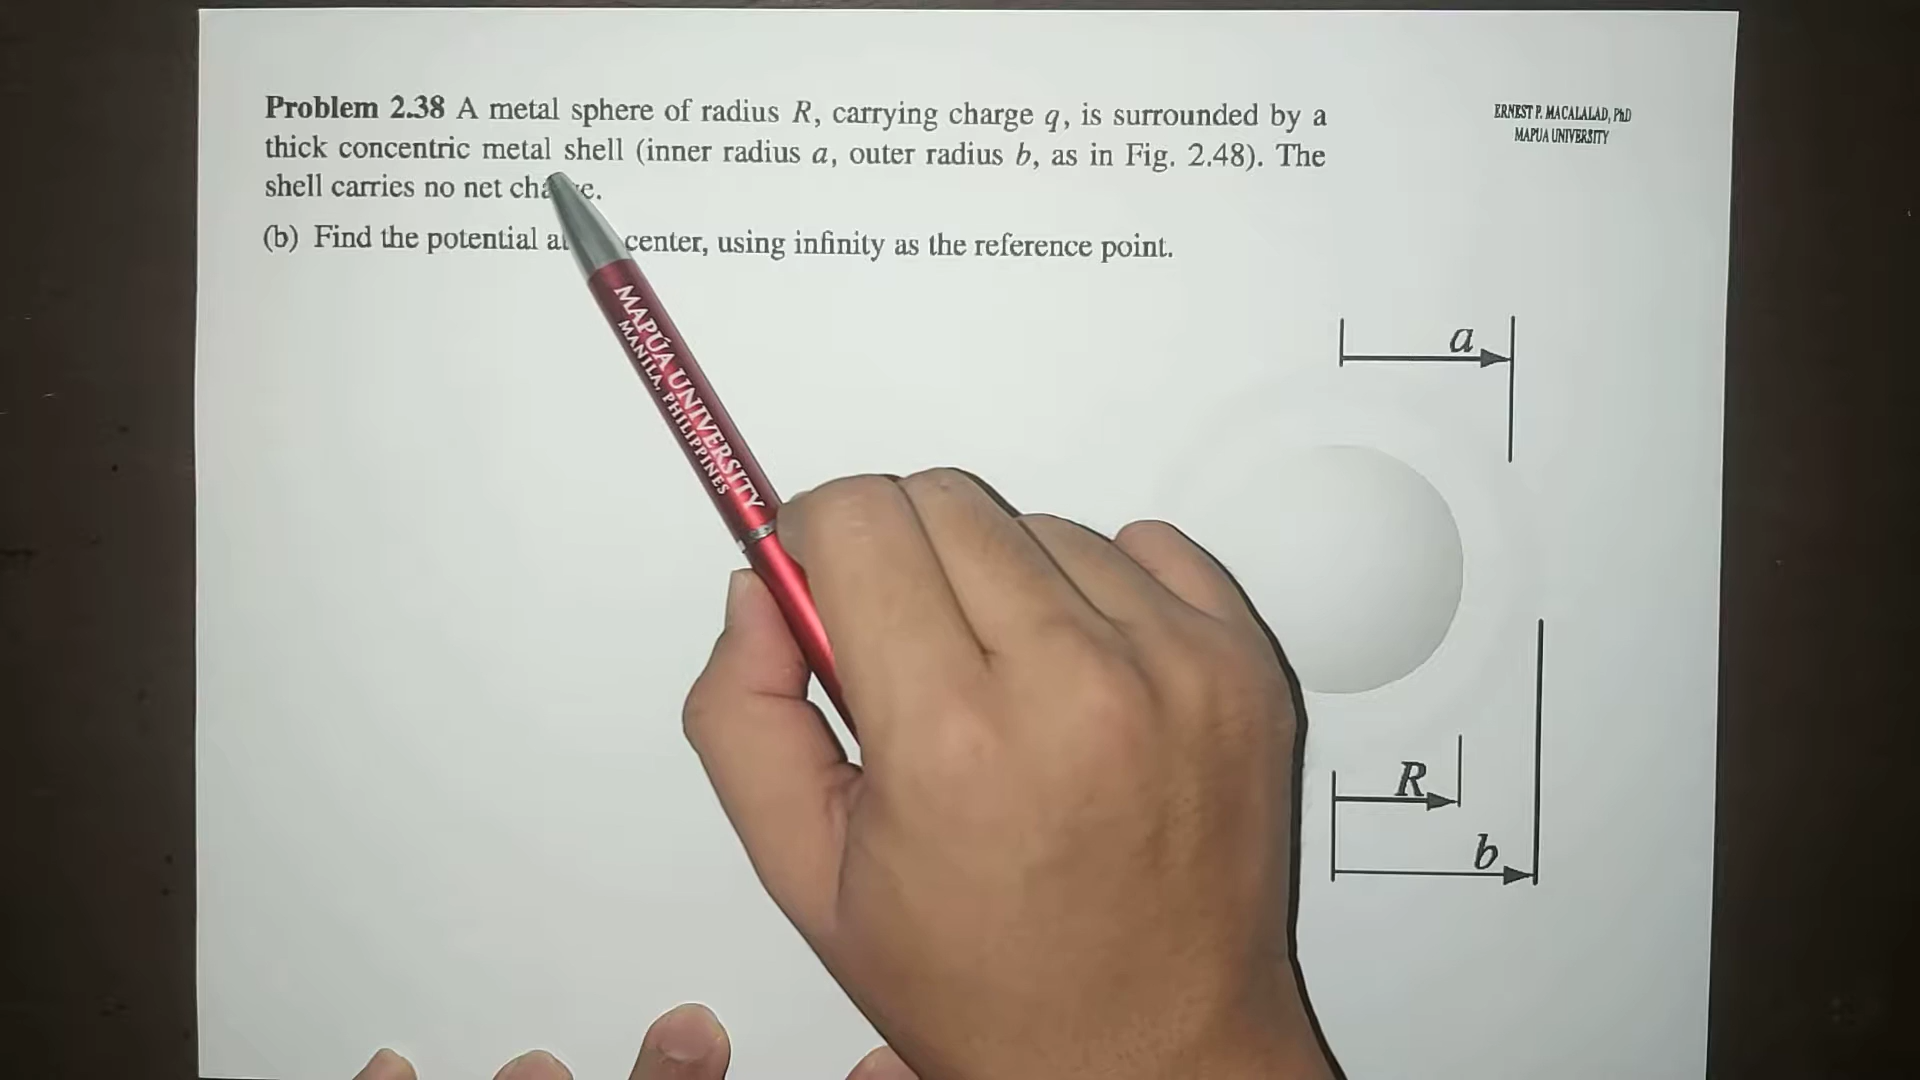 Problem 2.38 A metal sphere of radius R, carrying charge q, is surrounded by a
thick concentric metal shell (inner radius a, outer radius b, as in Fig. 2.48). The
shell carries no net
(b) Find the potential center, using infinity as the reference point.
ERNEST P. MACALALAD, PhD
MAPUA UNIVERSITY
MAPÚA UNIVERSITY
MANILA, PHILIPPINES
a
R
b